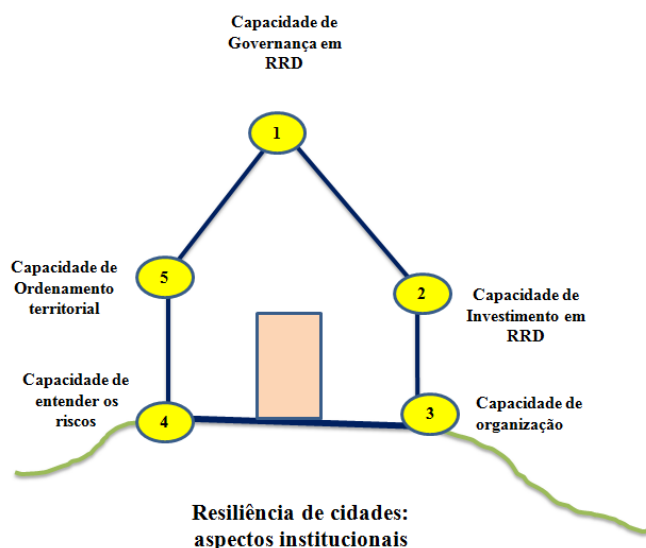 Capacidade de
Governança em
RRD
1
5
Capacidade de
Ordenamento
territorial
2
Capacidade de
Investimento em
RRD
Capacidade de
entender os
riscos
4
3
Capacidade de
organização
Resiliência de cidades:
aspectos institucionais